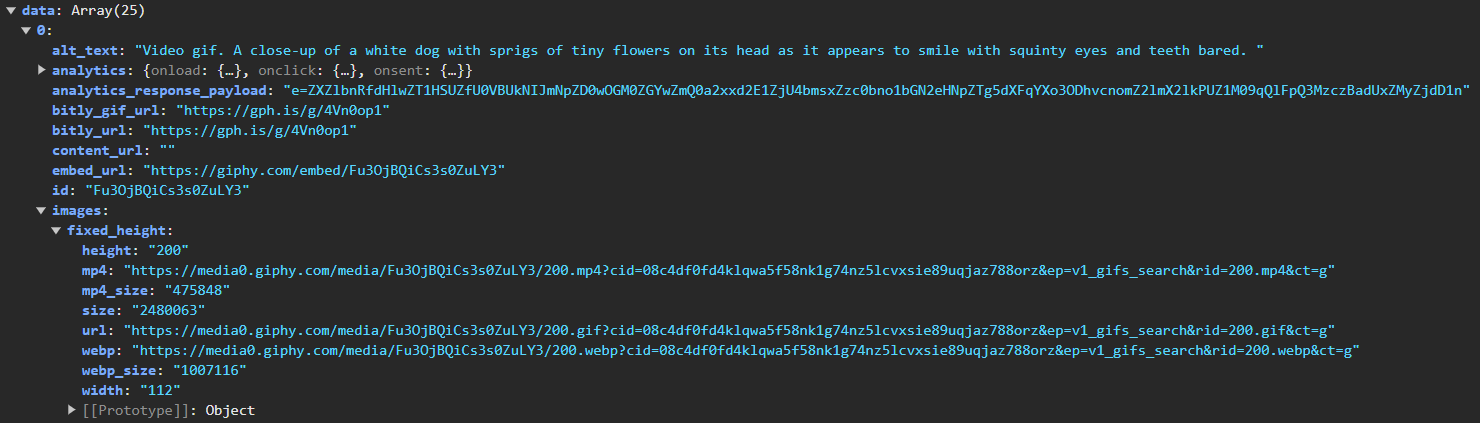 data: Array(25)
0:
alt_text: "Video gif. A close-up of a white dog with sprigs of tiny flowers on its head as it appears to smile with squinty eyes and teeth bared. "
analytics: {onload: {…}, onclick: {…}, onsent: {…}}
analytics_response_payload: "e=ZXZlbnRfdHlwZT1HSUZfU0VBUkNIJmNpZD0wOGM0ZGYwZmQ0a2xxd2E1ZjU4bmsxZzc0bno1bGN2eHNpZTg5dXFqYXo3ODhvcnomZ2lmX2lkPUZ1M09qQlFpQ3MzczBadUxZMyZjdD1n"
bitly_gif_url: "https://gph.is/g/4Vn0op1"
bitly_url: "https://gph.is/g/4Vn0op1"
content_url: ""
embed_url: "https://giphy.com/embed/Fu3OjBQiCs3s0ZuLY3"
id: "Fu3OjBQiCs3s0ZuLY3"
images:
fixed_height:
height: "200"
mp4: "https://media0.giphy.com/media/Fu3OjBQiCs3s0ZuLY3/200.mp4?cid=08c4df0fd4klqwa5f58nk1g74nz5lcvxsie89uqjaz788orz&ep=v1_gifs_search&rid=200.mp4&ct=g"
mp4_size: "475848"
size: "2480063"
url: "https://media0.giphy.com/media/Fu3OjBQiCs3s0ZuLY3/200.gif?cid=08c4df0fd4klqwa5f58nk1g74nz5lcvxsie89uqjaz788orz&ep=v1_gifs_search&rid=200.gif&ct=g"
webp: "https://media0.giphy.com/media/Fu3OjBQiCs3s0ZuLY3/200.webp?cid=08c4df0fd4klqwa5f58nk1g74nz5lcvxsie89uqjaz788orz&ep=v1_gifs_search&rid=200.webp&ct=g"
webp_size: "1007116"
width: "112"
[[Prototype]]: Object